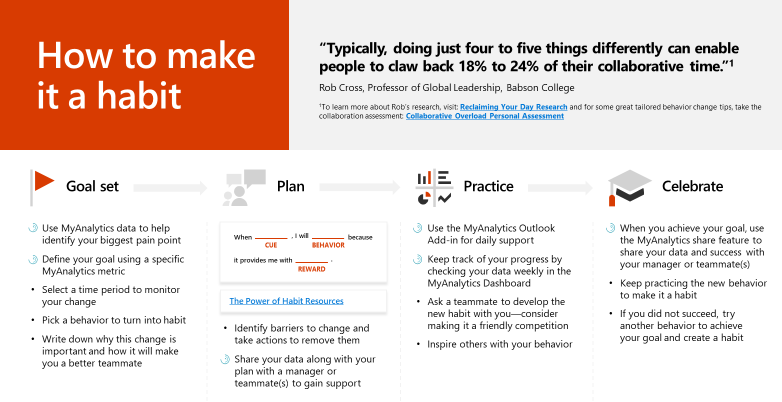 How to make
it a habit
“Typically, doing just four to five things differently can enable
people to claw back 18% to 24% of their collaborative time.”¹
Rob Cross, Professor of Global Leadership, Babson College
¹To learn more about Rob's research, visit: Reclaiming Your Day Research and for some great tailored behavior change tips, take the
collaboration assessment: Collaborative Overload Personal Assessment
Goal set
Use MyAnalytics data to help
identify your biggest pain point
Define your goal using a specific
MyAnalytics metric
• Select a time period to monitor
your change
• Pick a behavior to turn into habit
• Write down why this change is
important and how it will make
you a better teammate
Plan
When ________ , I will ________ because
CUE BEHAVIOR
it provides me with ________ .
REWARD
The Power of Habit Resources
• Identify barriers to change and
take actions to remove them
Share your data along with your
plan with a manager or
teammate(s) to gain support
Practice
Use the MyAnalytics Outlook
Add-in for daily support
Keep track of your progress by
checking your data weekly in the
MyAnalytics Dashboard
• Ask a teammate to develop the
new habit with you—consider
making it a friendly competition
• Inspire others with your behavior
Celebrate
When you achieve your goal, use
the MyAnalytics share feature to
share your data and success with
your manager or teammate(s)
• Keep practicing the new behavior
to make it a habit
• If you did not succeed, try
another behavior to achieve
your goal and create a habit